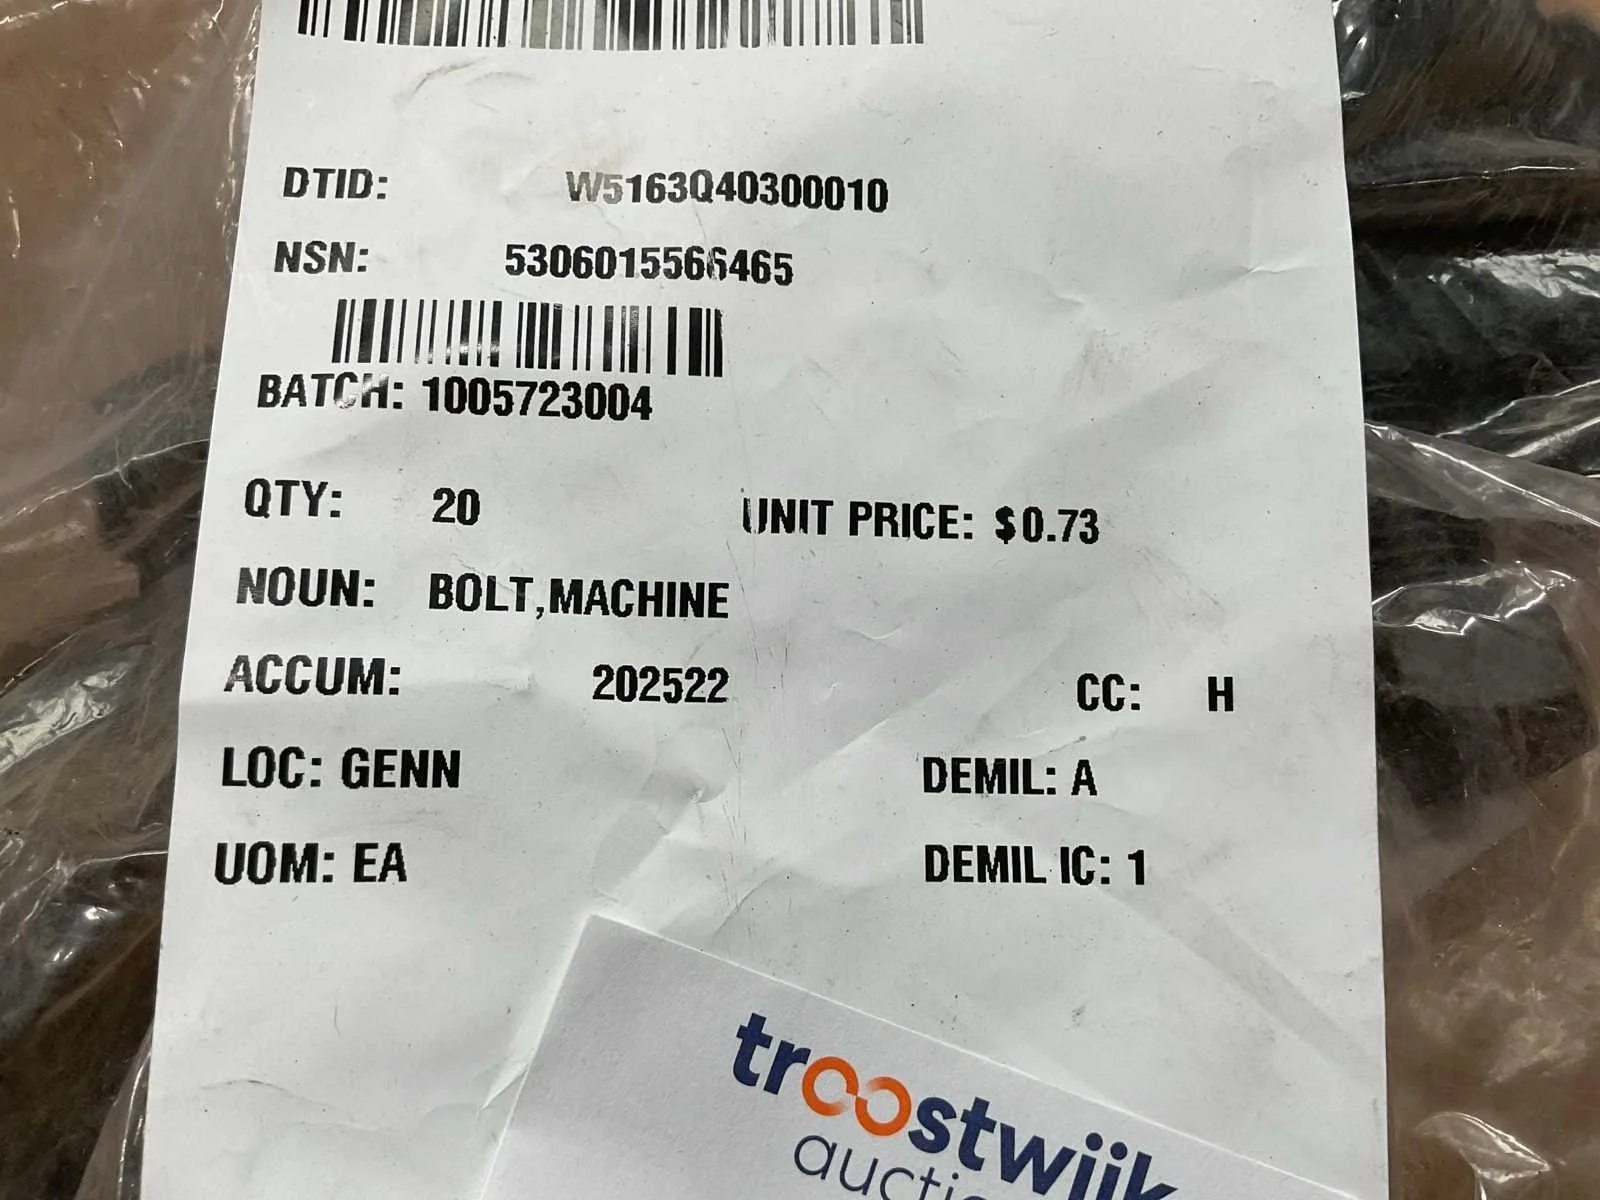 DTID: W5163Q40300010
NSN: 5306015566465
BATCH: 1005723004
QTY: 20 UNIT PRICE: $0.73
NOUN: BOLT,MACHINE
ACCUM: 202522 CC: H
LOC: GENN DEMIL: A
UOM: EA DEMIL IC: 1
troostwijk